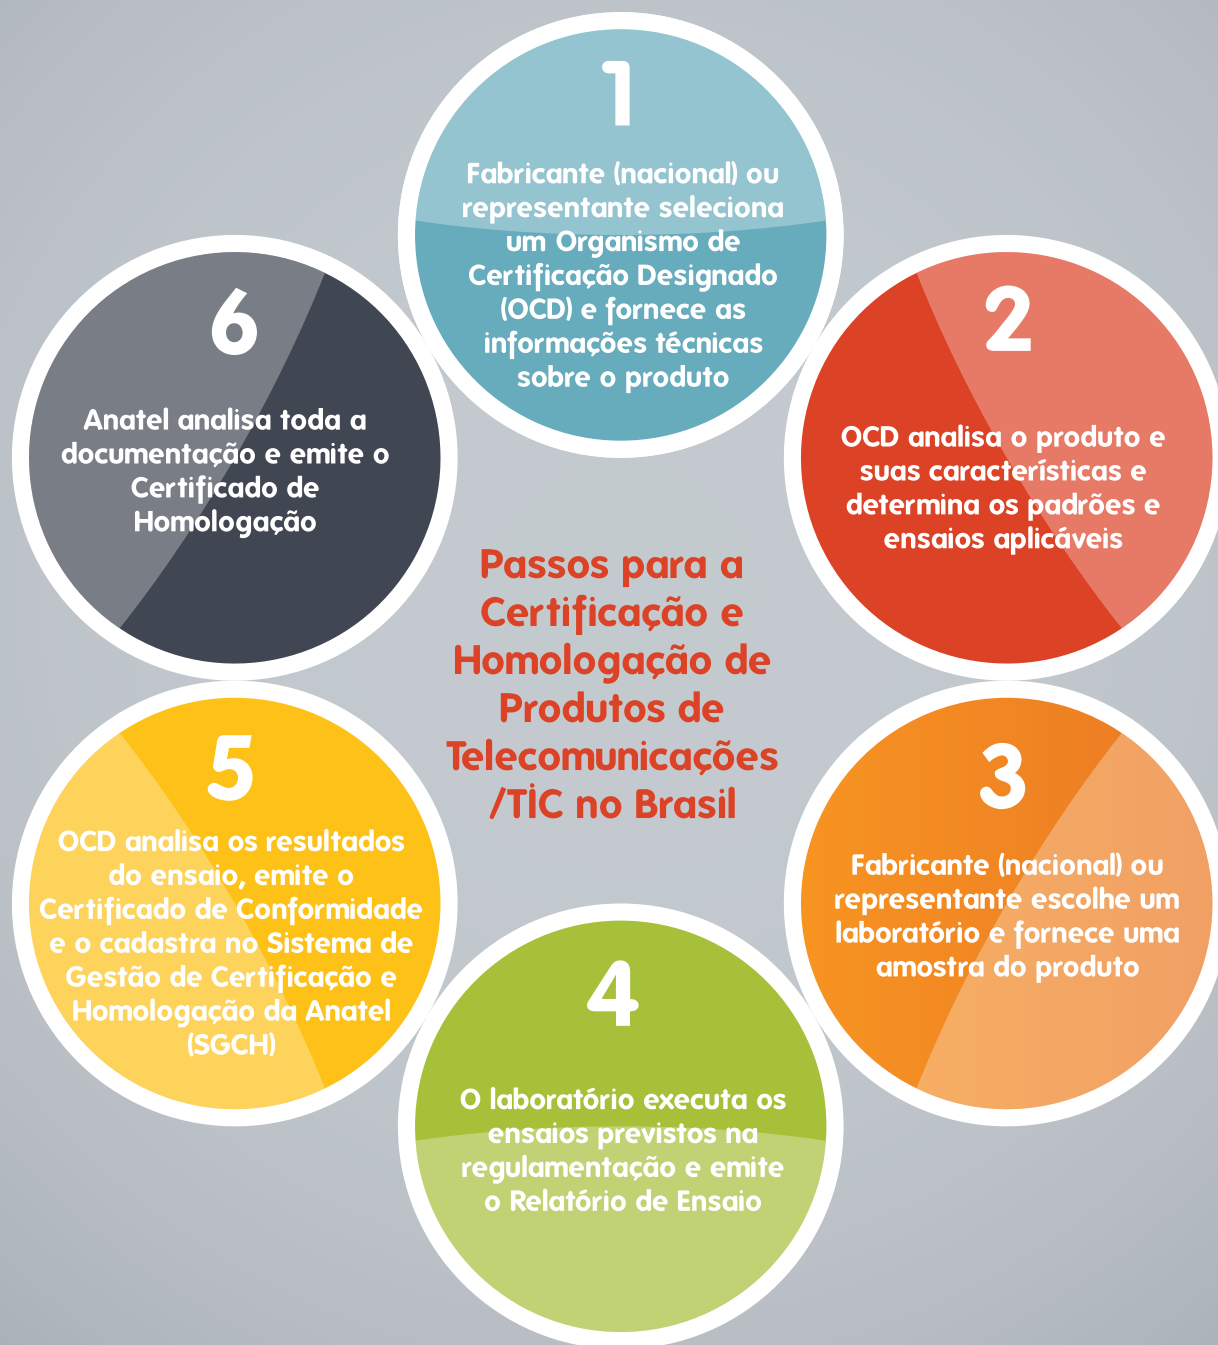 1
Fabricante (nacional) ou
representante seleciona
um Organismo de
Certificação Designado
(OCD) e fornece as
informações técnicas
sobre o produto
2
OCD analisa o produto e
suas características e
determina os padrões e
ensaios aplicáveis
3
Fabricante (nacional) ou
representante escolhe um
laboratório e fornece uma
amostra do produto
4
O laboratório executa os
ensaios previstos na
regulamentação e emite
o Relatório de Ensaio
5
OCD analisa os resultados
do ensaio, emite o
Certificado de Conformidade
e o cadastra no Sistema de
Gestão de Certificação e
Homologação da Anatel
(SGCH)
6
Anatel analisa toda a
documentação e emite o
Certificado de
Homologação
Passos para a
Certificação e
Homologação de
Produtos de
Telecomunicações
/TIC no Brasil